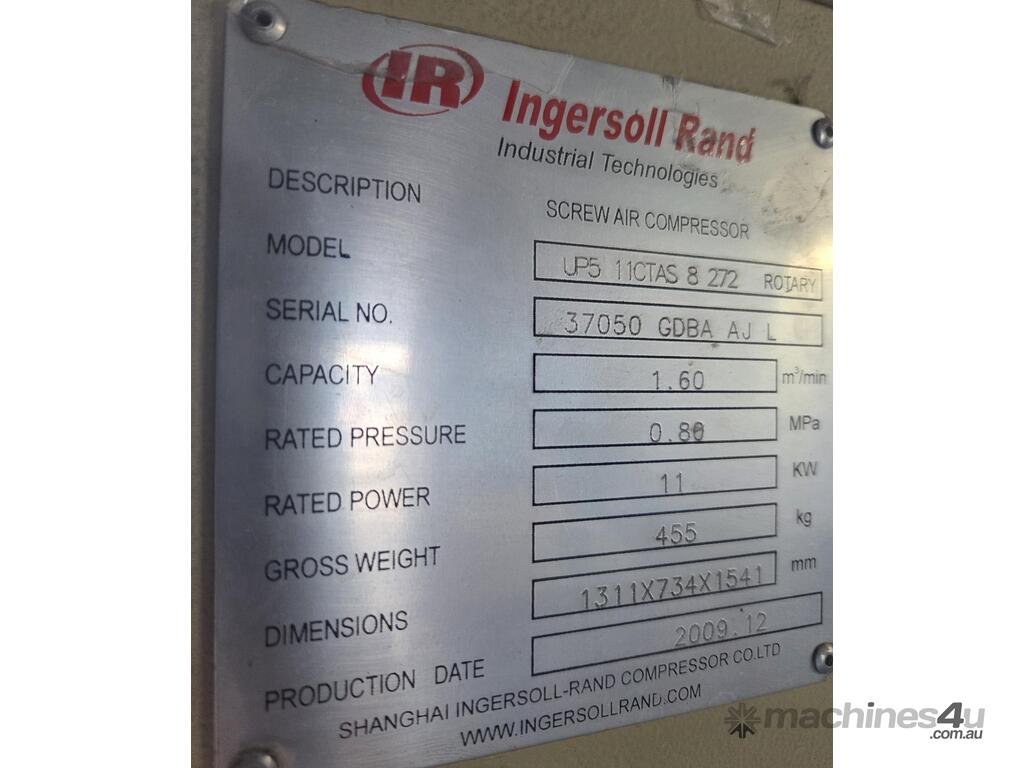 IR Ingersoll Rand
Industrial Technologies
DESCRIPTION SCREW AIR COMPRESSOR
MODEL UP5 11CTAS 8 272 ROTARY
SERIAL NO. 37050 GDBA AJ L
CAPACITY 1.60 m³/min
RATED PRESSURE 0.80 MPa
RATED POWER 11 KW
GROSS WEIGHT 455 kg
DIMENSIONS 1311X734X1541 mm
PRODUCTION DATE 2009.12
SHANGHAI INGERSOLL-RAND COMPRESSOR CO.LTD
WWW.INGERSOLLRAND.COM
machines4u
.com.au